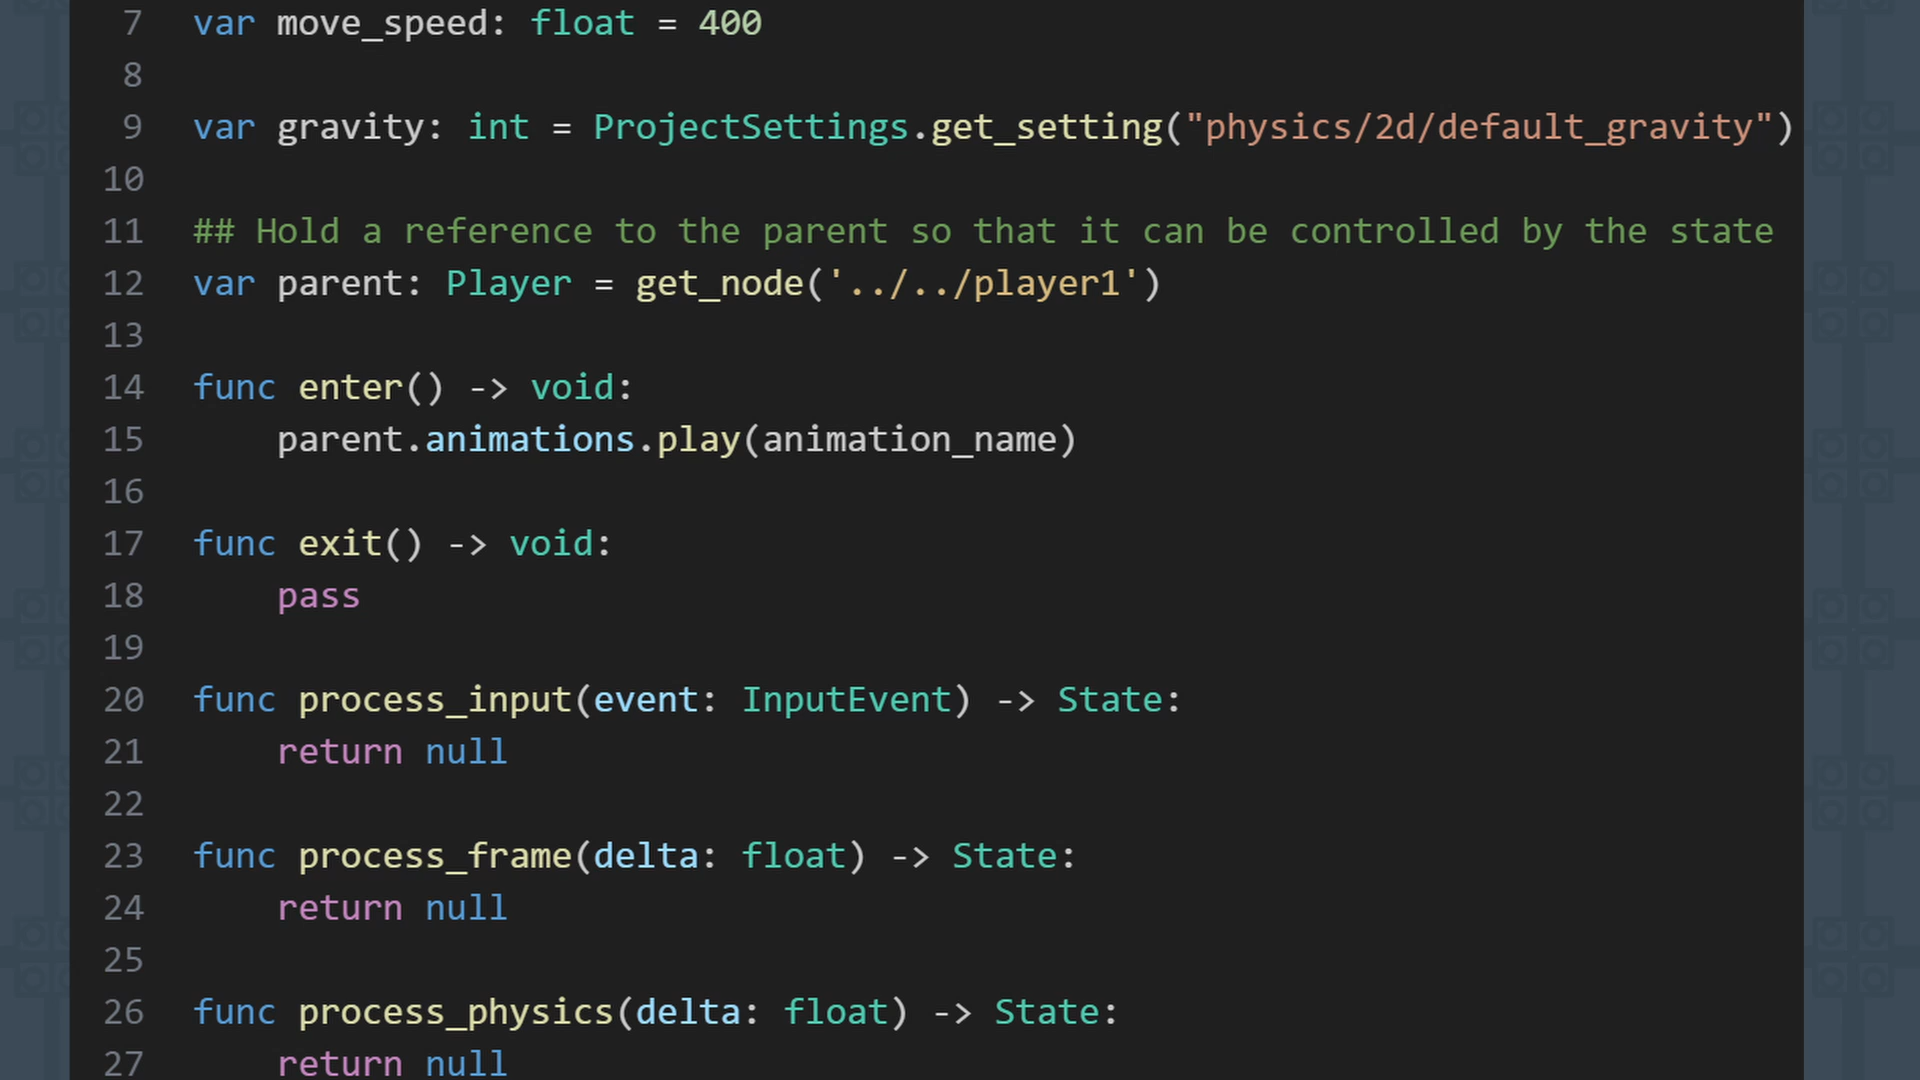 7 var move_speed: float = 400
8
9 var gravity: int = ProjectSettings.get_setting("physics/2d/default_gravity")
10
11 ## Hold a reference to the parent so that it can be controlled by the state
12 var parent: Player = get_node('../../player1')
13
14 func enter() -> void:
15     parent.animations.play(animation_name)
16
17 func exit() -> void:
18     pass
19
20 func process_input(event: InputEvent) -> State:
21     return null
22
23 func process_frame(delta: float) -> State:
24     return null
25
26 func process_physics(delta: float) -> State:
27     return null